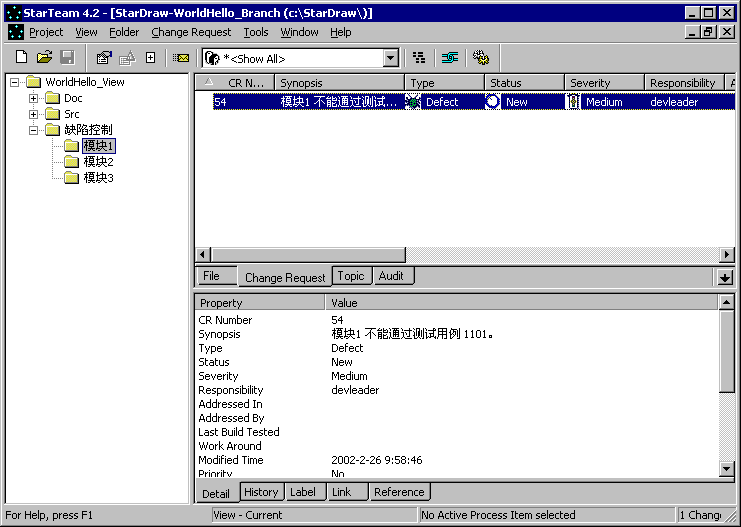 StarTeam 4.2 - [StarDraw-WorldHello_Branch (c:\StarDraw\)]
Project View Folder Change Request Tools Window Help
*<Show All>
WorldHello_View
Doc
Src
缺陷控制
模块1
模块2
模块3
CR N... Synopsis Type Status Severity Responsibility A
54 模块1 不能通过测试... Defect New Medium devleader
File Change Request Topic Audit
Property Value
CR Number 54
Synopsis 模块1 不能通过测试用例 1101。
Type Defect
Status New
Severity Medium
Responsibility devleader
Addressed In
Addressed By
Last Build Tested
Work Around
Modified Time 2002-2-26 9:58:46
Priority No
Detail History Label Link Reference
For Help, press F1 View - Current No Active Process Item selected 1 Chang